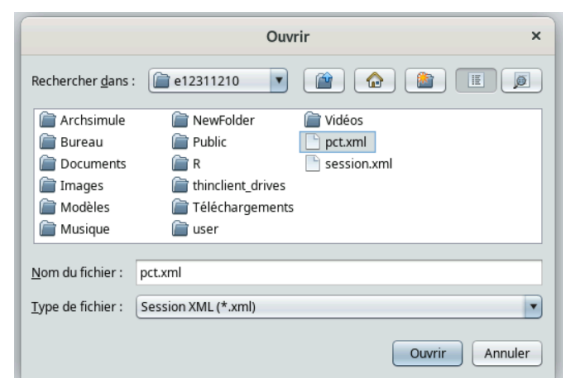 Ouvrir
Rechercher dans : e12311210
Archsimule NewFolder Vidéos
Bureau Public pct.xml
Documents R session.xml
Images thinclient_drives
Modèles Téléchargements
Musique user
Nom du fichier : pct.xml
Type de fichier : Session XML (*.xml)
Ouvrir Annuler